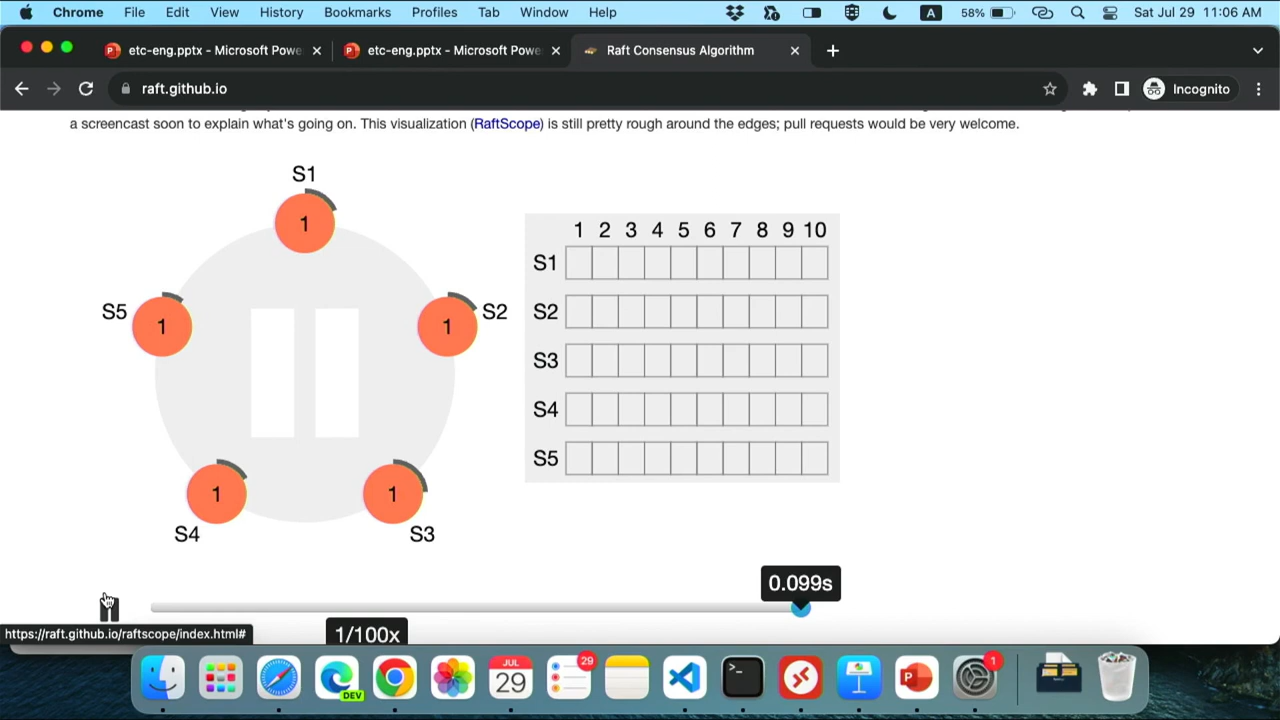 Chrome File Edit View History Bookmarks Profiles Tab Window Help A 58% Sat Jul 29 11:06 AM
etc-eng.pptx - Microsoft Powe
etc-eng.pptx - Microsoft Powe
Raft Consensus Algorithm
raft.github.io
Incognito
a screencast soon to explain what's going on. This visualization (RaftScope) is still pretty rough around the edges; pull requests would be very welcome.
S1
1
S5
1
1
S2
1
S4
1
S3
1 2 3 4 5 6 7 8 9 10
S1
S2
S3
S4
S5
0.099s
https://raft.github.io/raftscope/index.html#
1/100x
DEV
JUL
29
29
>_
1